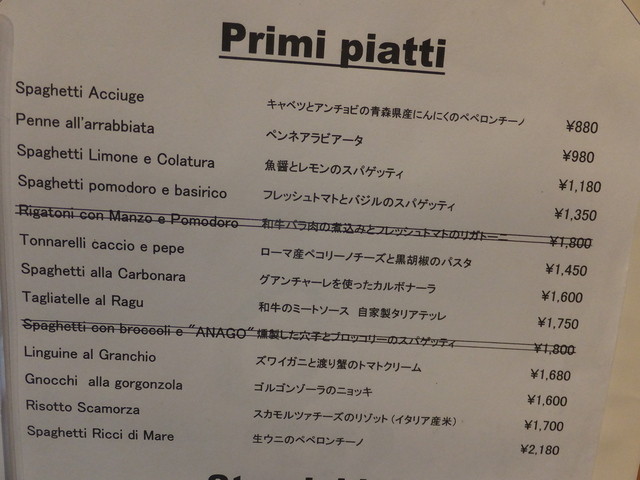 Primi piatti
Spaghetti Acciuge キャベツとアンチョビの青森県産にんにくのペペロンチーノ ¥880
Penne all'arrabbiata ペンネアラビアータ ¥980
Spaghetti Limone e Colatura 魚醤とレモンのスパゲッティ ¥1,180
Spaghetti pomodoro e basirico フレッシュトマトとバジルのスパゲッティ ¥1,350
Rigatoni con Manzo e Pomodoro 和牛バラ肉の煮込みとフレッシュトマトのリガトーニ ¥1,800
Tonnarelli caccio e pepe ローマ産ペコリーノチーズと黒胡椒のパスタ ¥1,450
Spaghetti alla Carbonara グアンチャーレを使ったカルボナーラ ¥1,600
Tagliatelle al Ragu 和牛のミートソース 自家製タリアテッレ ¥1,750
Spaghetti con broccoli e "ANAGO" 燻製した穴子とブロッコリーのスパゲッティ ¥1,800
Linguine al Granchio ズワイガニと渡り蟹のトマトクリーム ¥1,680
Gnocchi alla gorgonzola ゴルゴンゾーラのニョッキ ¥1,600
Risotto Scamorza スカモルツァチーズのリゾット(イタリア産米) ¥1,700
Spaghetti Ricci di Mare 生ウニのペペロンチーノ ¥2,180